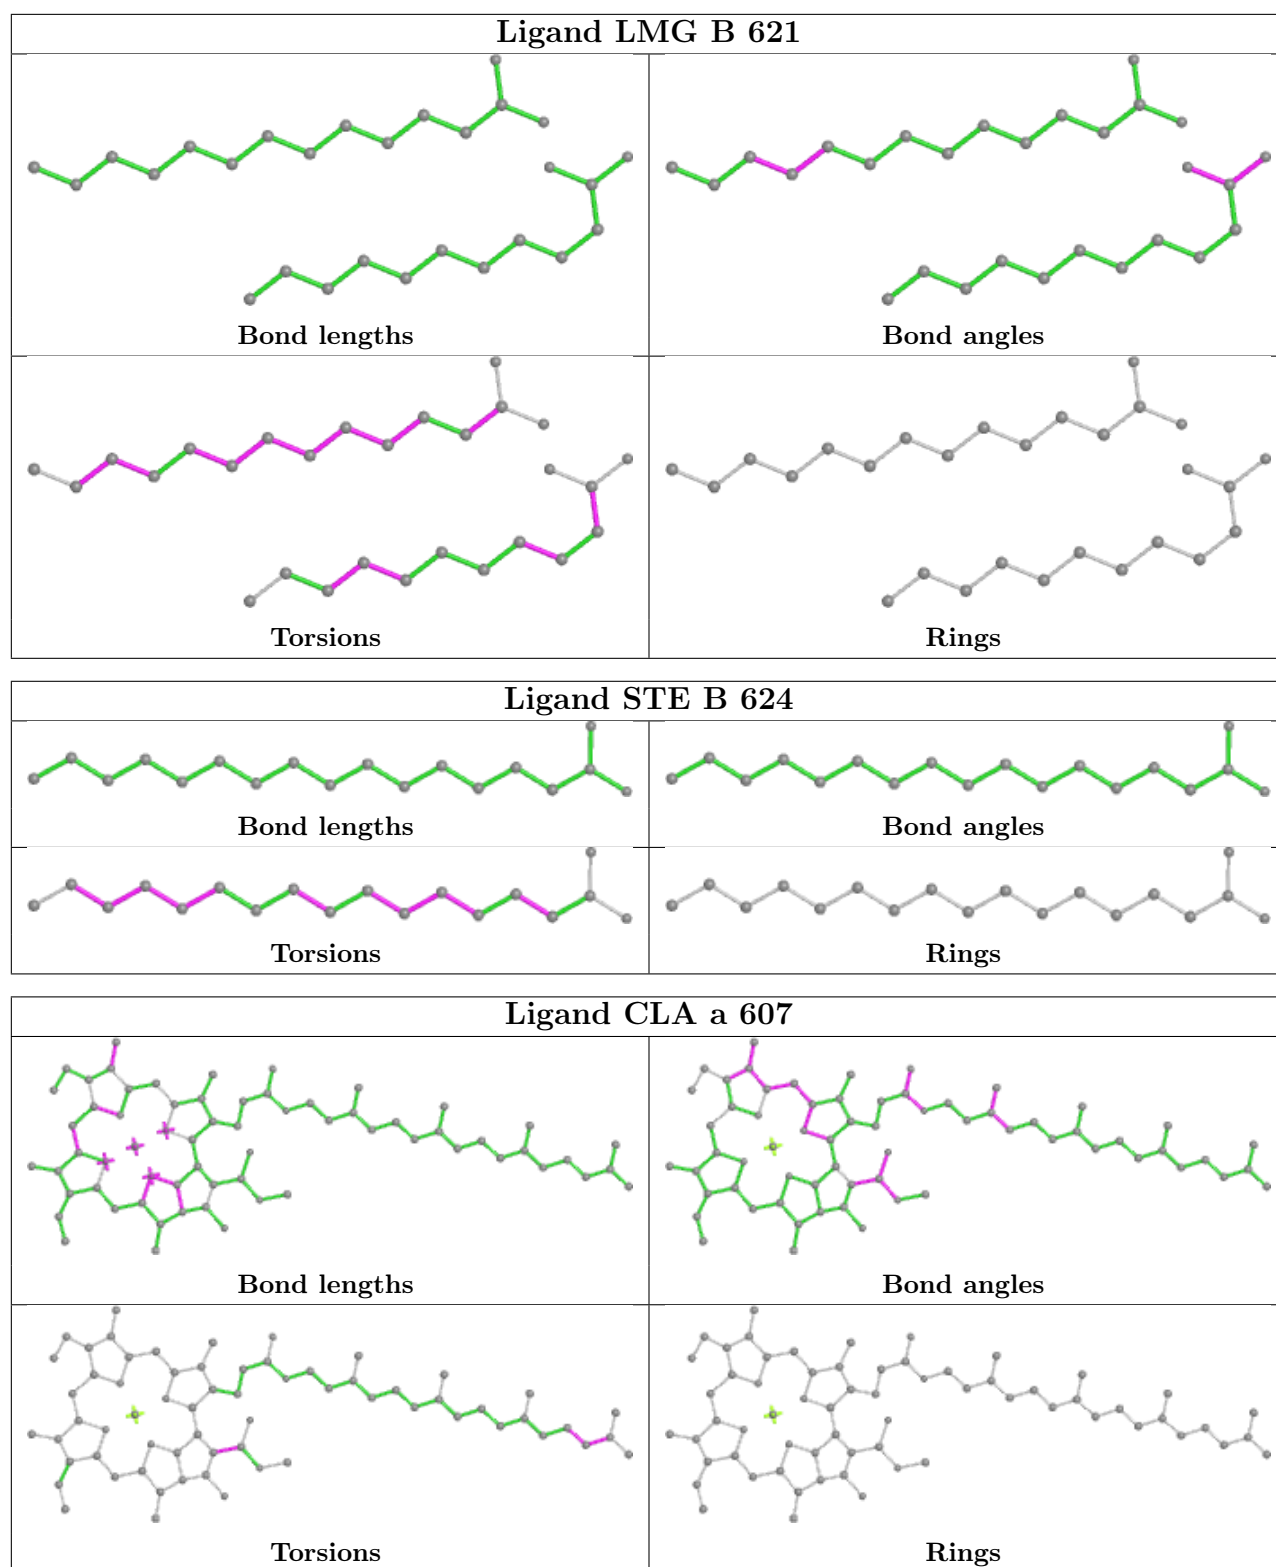 Ligand LMG B 621
Bond lengths
Bond angles
Torsions
Rings
Ligand STE B 624
Bond lengths
Bond angles
Torsions
Rings
Ligand CLA a 607
Bond lengths
Bond angles
Torsions
Rings